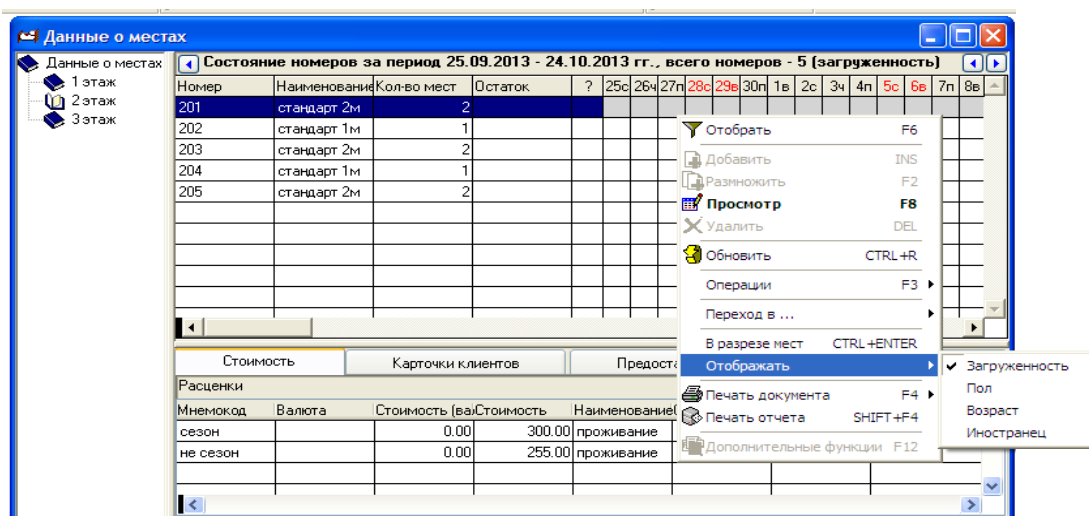 Данные о местах
Данные о местах
1 этаж
2 этаж
3 этаж
Состояние номеров за период 25.09.2013 - 24.10.2013 гг., всего номеров - 5 (загруженность)
Номер Наименование Кол-во мест Остаток ? 25с 26ч 27п 28с 29в 30п 1в 2с 3ч 4п 5с 6в 7п 8в
201 стандарт 2м 2
202 стандарт 1м 1
203 стандарт 2м 2
204 стандарт 1м 1
205 стандарт 2м 2
Отобрать F6
Добавить INS
Размножить F2
Просмотр F8
Удалить DEL
Обновить CTRL+R
Операции F3
Переход в ...
В разрезе мест CTRL+ENTER
Отображать
Печать документа F4
Печать отчета SHIFT+F4
Дополнительные функции F12
Загруженность
Пол
Возраст
Иностранец
Стоимость Карточки клиентов Предоста
Расценки
Мнемокод Валюта Стоимость (ва Стоимость Наименование
сезон 0.00 300.00 проживание
не сезон 0.00 255.00 проживание